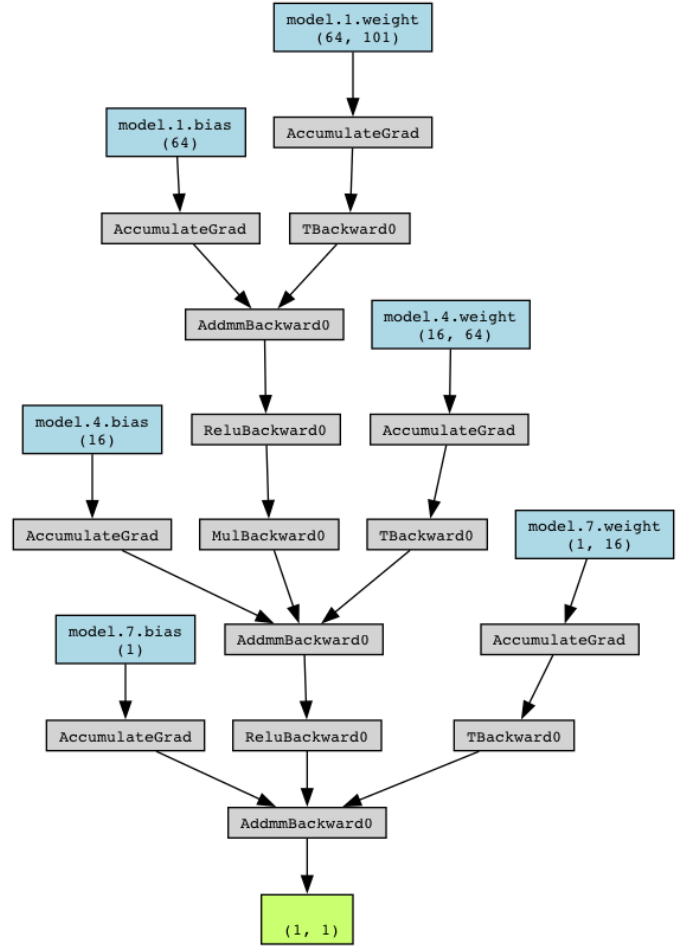 model.1.weight
(64, 101)
model.1.bias
(64)
AccumulateGrad
AccumulateGrad
TBackward0
AddmmBackward0
model.4.weight
(16, 64)
model.4.bias
(16)
ReluBackward0
AccumulateGrad
AccumulateGrad
MulBackward0
TBackward0
model.7.weight
(1, 16)
model.7.bias
(1)
AddmmBackward0
AccumulateGrad
AccumulateGrad
ReluBackward0
TBackward0
AddmmBackward0
(1, 1)